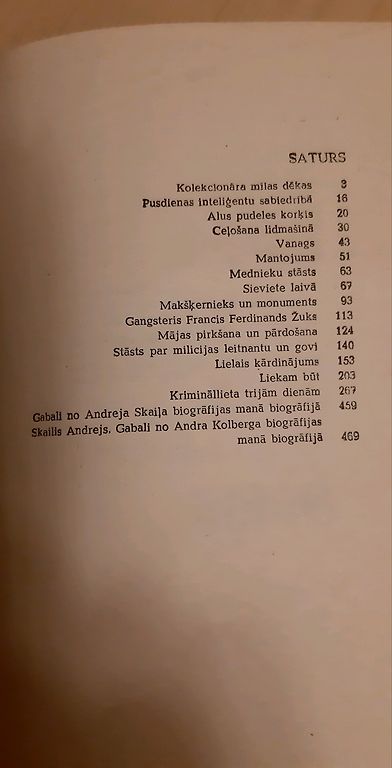 SATURS
Kolekcionāra mīlas dēkas 3
Pusdienas inteliģentu sabiedrībā 16
Alus pudeles korķis 20
Ceļošana lidmašīnā 30
Vanags 43
Mantojums 51
Mednieku stāsts 63
Sieviete laivā 67
Makšķernieks un monuments 93
Gangsteris Francis Ferdinands Žuks 113
Mājas pirkšana un pārdošana 124
Stāsts par milicijas leitnantu un govi 140
Lielais kārdinājums 153
Liekam būt 203
Krimināllieta trijām dienām 267
Gabali no Andreja Skaiļa biogrāfijas manā biogrāfijā 459
Skailis Andrejs, Gabali no Andra Kolberga biogrāfijas
manā biogrāfijā 469